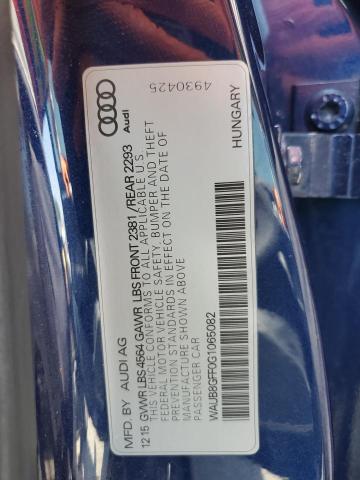 MFD. BY AUDI AG
12 15 GVWR LBS 4564 GAWR LBS FRONT 2381 /REAR 2293
THIS VEHICLE CONFORMS TO ALL APPLICABLE U.S.
FEDERAL MOTOR VEHICLE SAFETY, BUMPER AND THEFT
PREVENTION STANDARDS IN EFFECT ON THE DATE OF
MANUFACTURE SHOWN ABOVE
PASSENGER CAR
WAUB8GFF0G1065082
HUNGARY
Audi
4930425